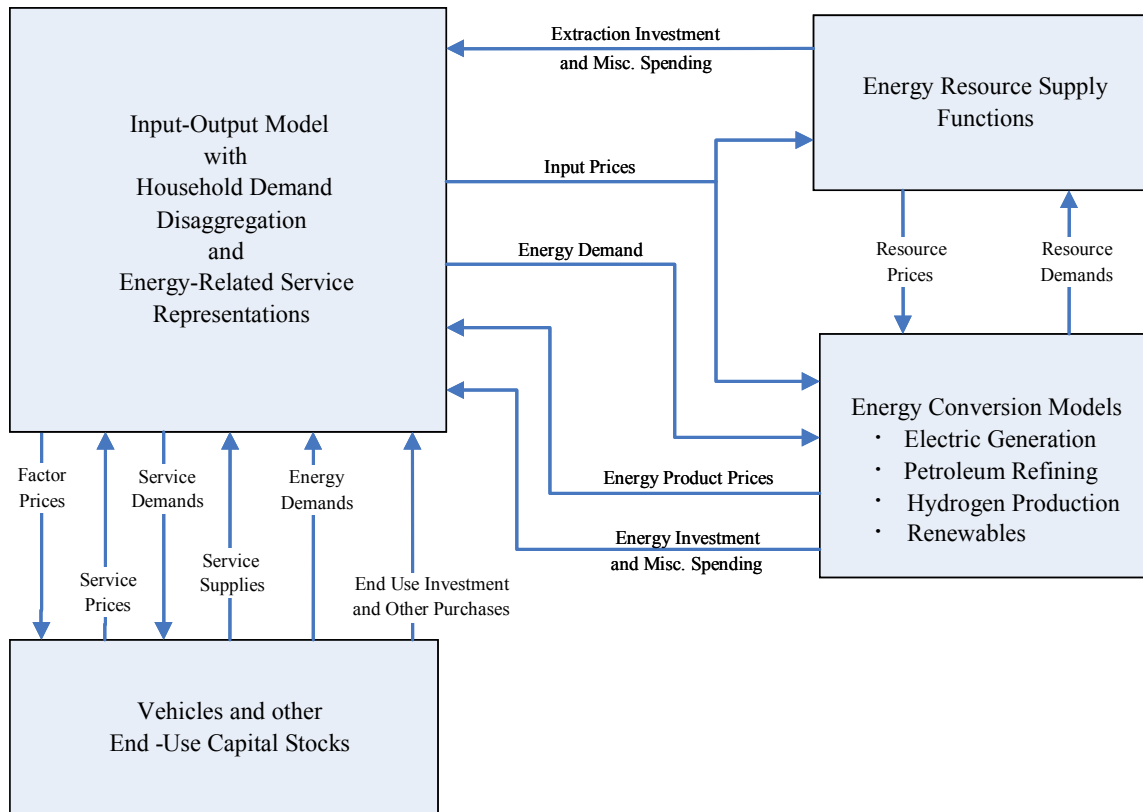 Input-Output Model
with
Household Demand
Disaggregation
and
Energy-Related Service
Representations
Extraction Investment
and Misc. Spending
Input Prices
Energy Demand
Energy Product Prices
Energy Investment
and Misc. Spending
Energy Resource Supply
Functions
Resource
Prices
Resource
Demands
Energy Conversion Models
· Electric Generation
· Petroleum Refining
· Hydrogen Production
· Renewables
Factor
Prices
Service
Prices
Service
Demands
Service
Supplies
Energy
Demands
End Use Investment
and Other Purchases
Vehicles and other
End -Use Capital Stocks